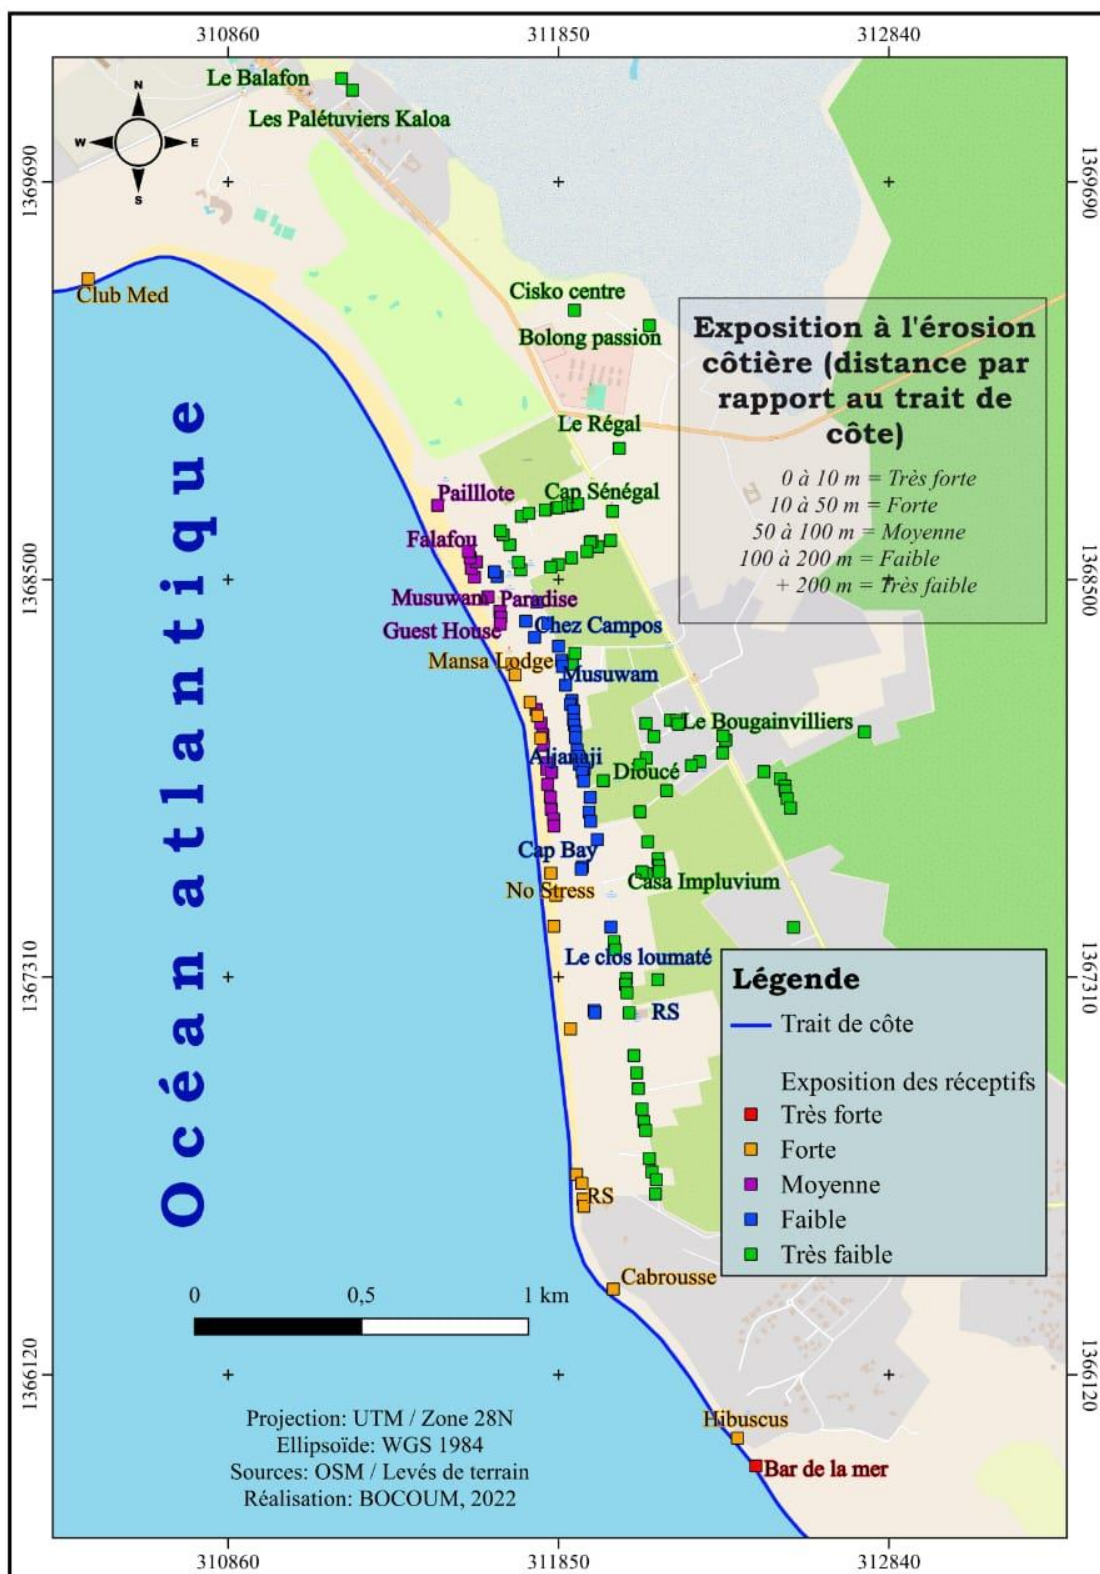 310860 311850 312840
Le Balafon
Les Palétuviers Kaloa
N
W E
S
1369690 1369690
Club Med
Cisko centre
Bolong passion
Exposition à l'érosion
côtière (distance par
rapport au trait de
côte)
0 à 10 m = Très forte
10 à 50 m = Forte
50 à 100 m = Moyenne
100 à 200 m = Faible
+ 200 m = Très faible
Le Régal
Pailllote
Cap Sénégal
Falafou
1368500 1368500
Musuwam Paradise
Guest House
Chez Campos
Mansa Lodge
Musuwam
Le Bougainvilliers
Aljanaji
Dioucé
Cap Bay
No Stress
Casa Impluvium
Océan atlantique
Le clos loumaté
1367310 1367310
RS
Légende
Trait de côte
Exposition des réceptifs
Très forte
Forte
Moyenne
Faible
Très faible
RS
Cabrousse
0 0,5 1 km
1366120 1366120
Hibuscus
Bar de la mer
Projection: UTM / Zone 28N
Ellipsoïde: WGS 1984
Sources: OSM / Levés de terrain
Réalisation: BOCOUM, 2022
310860 311850 312840